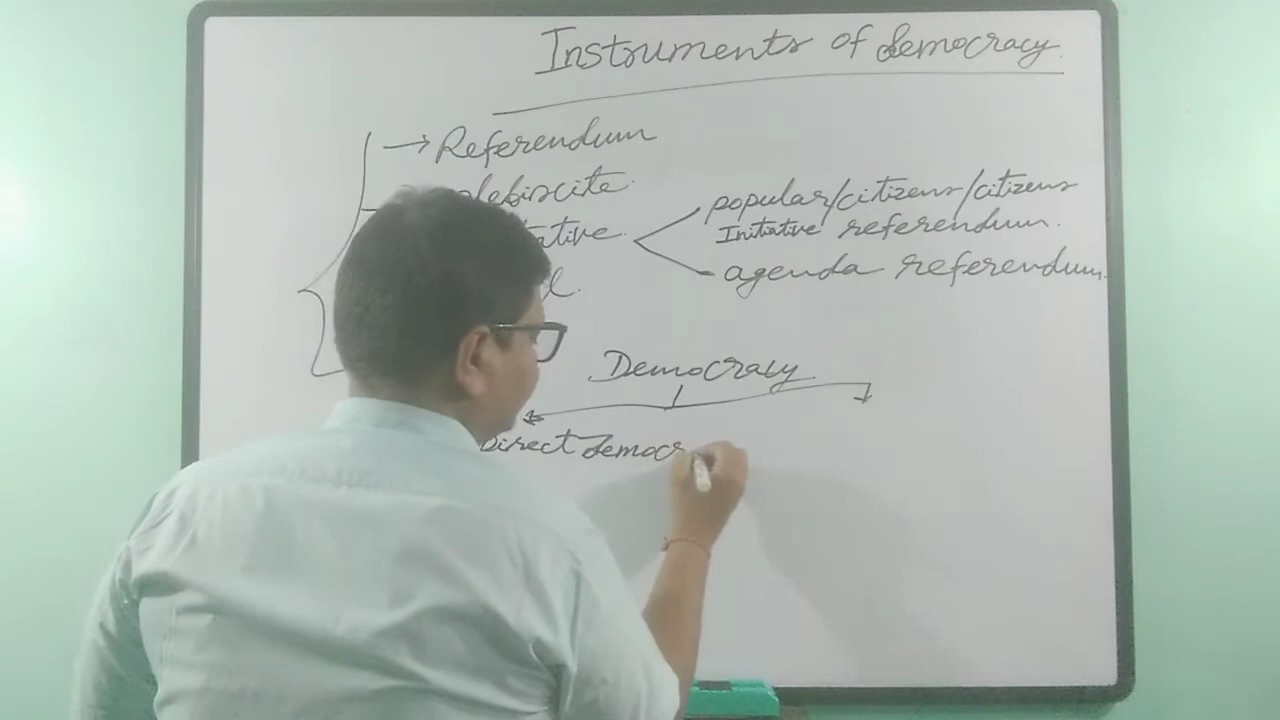 Instruments of democracy.
→ Referendum
plebiscite.
popular/citizens/citizens
Initiative referendum.
agenda referendum.
Democracy
Direct democr